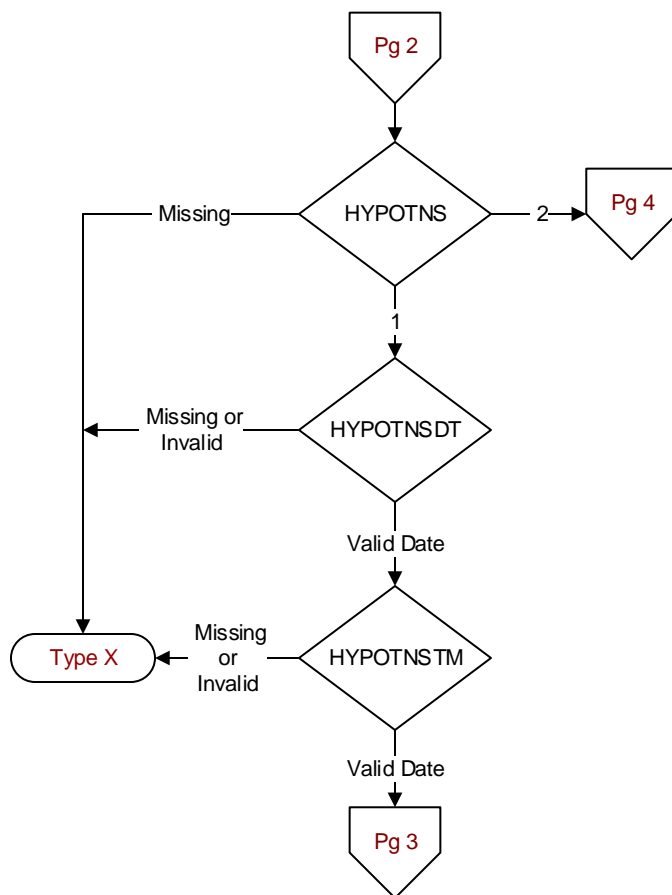 Pg 2
Missing
HYPOTNS
2
Pg 4
1
Missing or
Invalid
HYPOTNSDT
Valid Date
Type X
Missing
or
Invalid
HYPOTNSTM
Valid Date
Pg 3